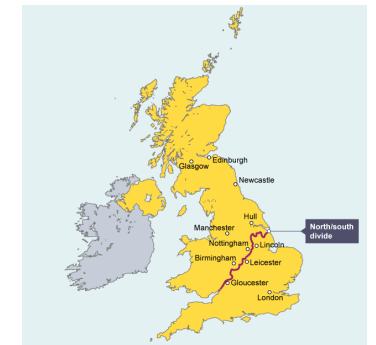 Edinburgh
Glasgow
Newcastle
Hull
North/south
divide
Manchester
Nottingham
Lincoln
Birmingham
Leicester
Gloucester
London